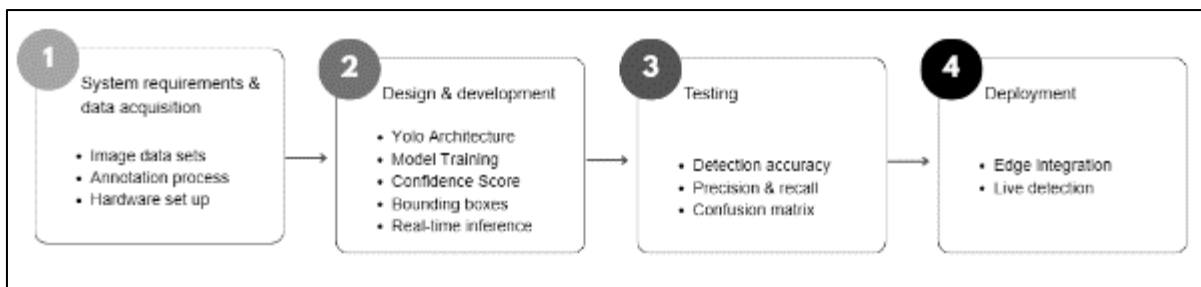 1
System requirements &
data acquisition
• Image data sets
• Annotation process
• Hardware set up
2
Design & development
• Yolo Architecture
• Model Training
• Confidence Score
• Bounding boxes
• Real-time inference
3
Testing
• Detection accuracy
• Precision & recall
• Confusion matrix
4
Deployment
• Edge integration
• Live detection